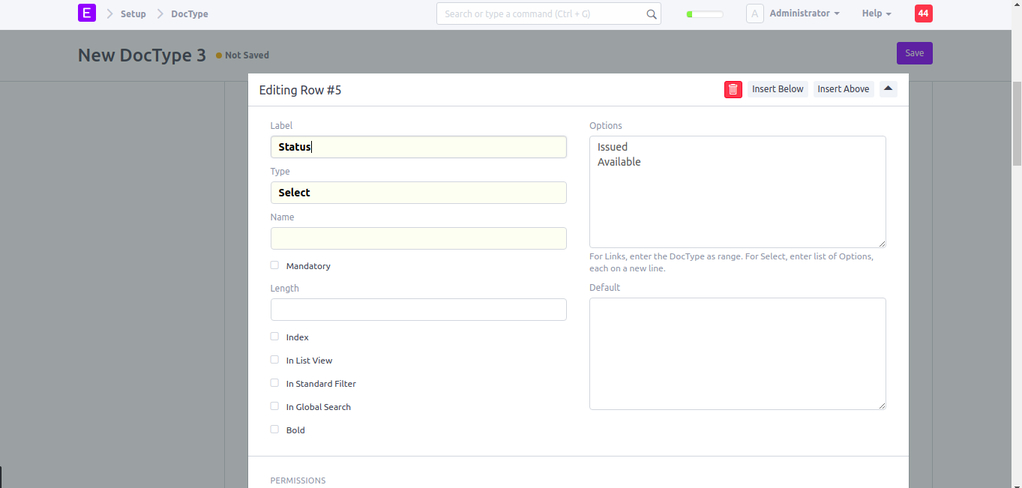 E Setup DocType Search or type a command (Ctrl + G) A Administrator Help 44
New DocType 3 Not Saved Save
Editing Row #5 Insert Below Insert Above
Label
Status
Type
Select
Name
Mandatory
Length
Index
In List View
In Standard Filter
In Global Search
Bold
Options
Issued
Available
For Links, enter the DocType as range. For Select, enter list of Options,
each on a new line.
Default
PERMISSIONS